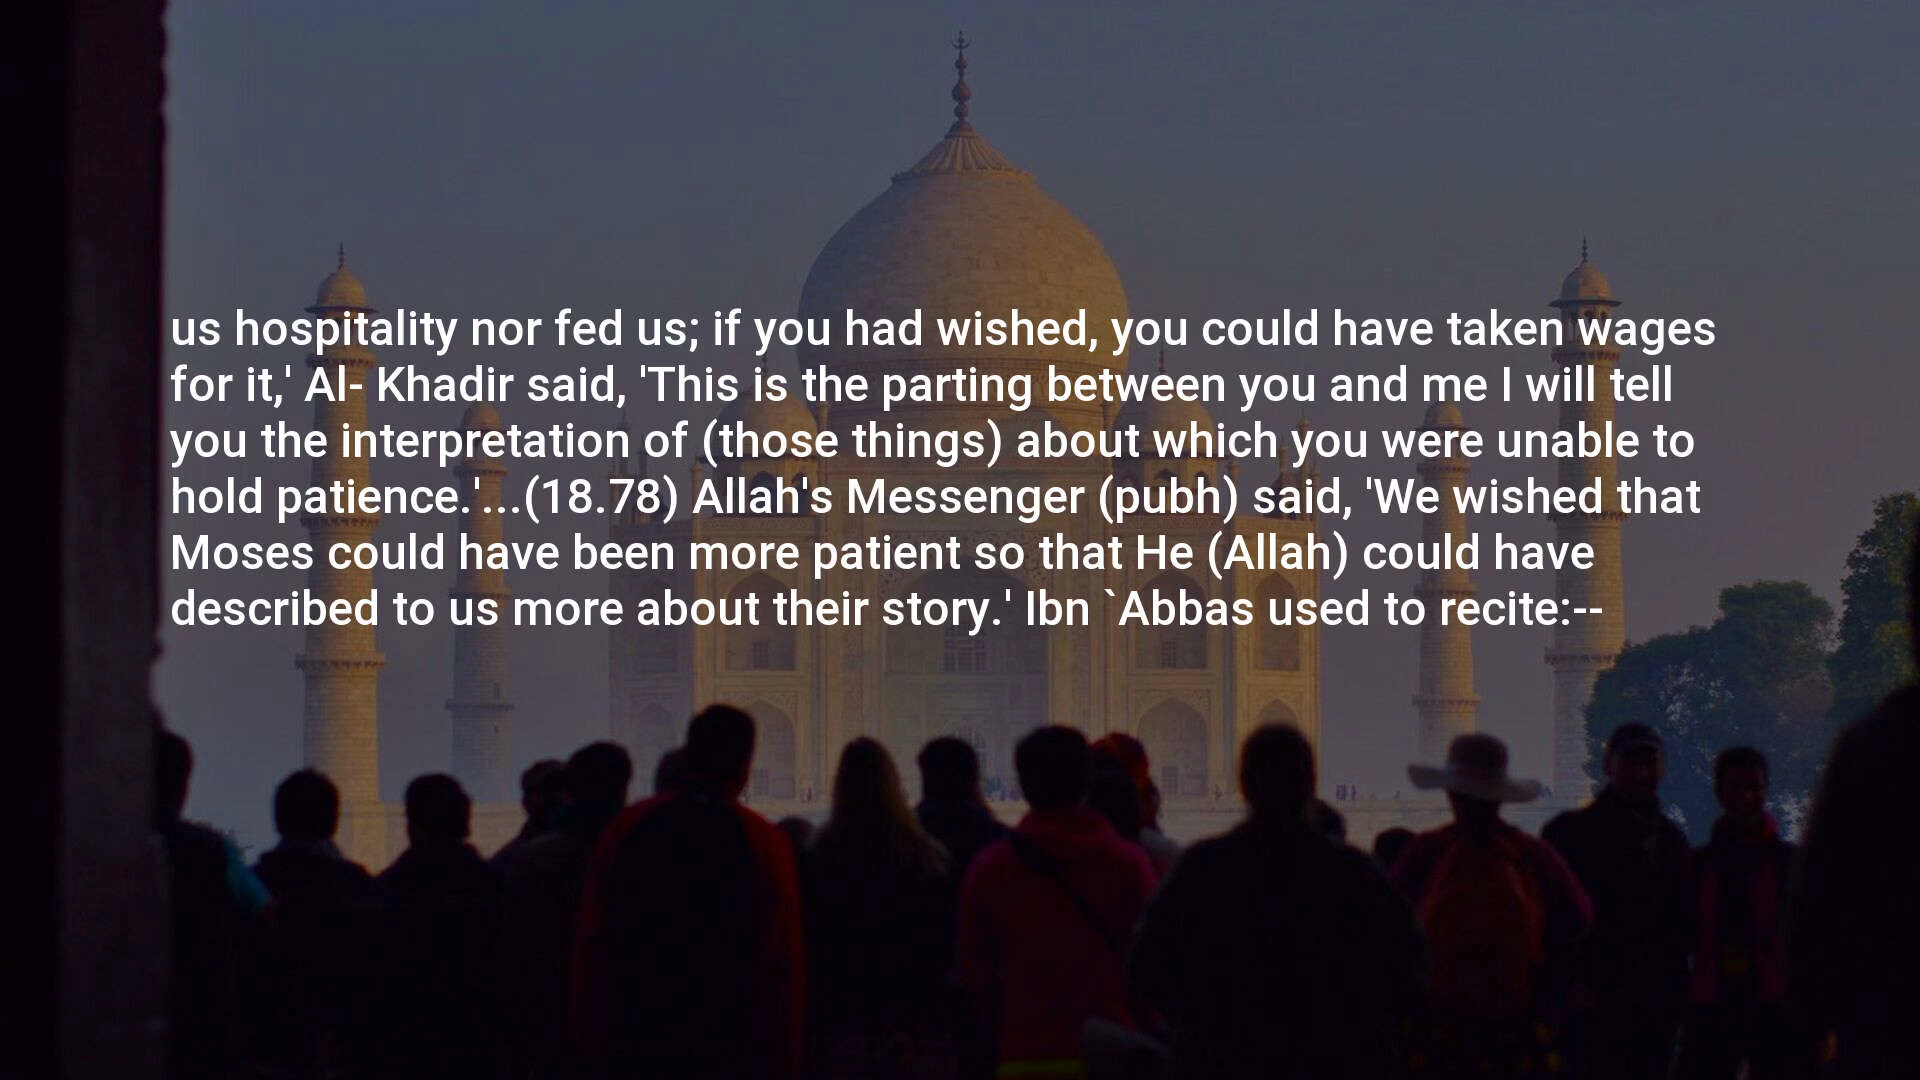 us hospitality nor fed us; if you had wished, you could have taken wages
for it,' Al- Khadir said, 'This is the parting between you and me I will tell
you the interpretation of (those things) about which you were unable to
hold patience.'...(18.78) Allah's Messenger (pubh) said, 'We wished that
Moses could have been more patient so that He (Allah) could have
described to us more about their story.' Ibn `Abbas used to recite:--